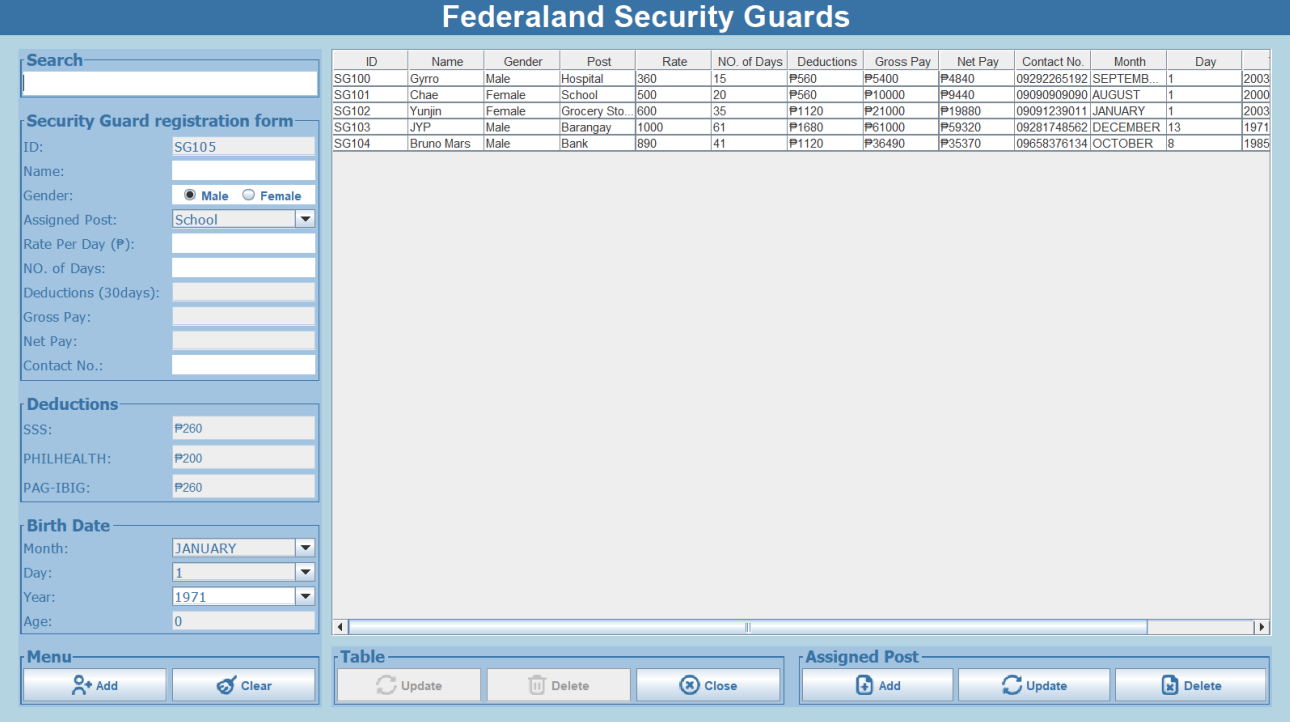 Federaland Security Guards
Search
Security Guard registration form
ID: SG105
Name:
Gender: Male Female
Assigned Post: School
Rate Per Day (₱):
NO. of Days:
Deductions (30days):
Gross Pay:
Net Pay:
Contact No.:
Deductions
SSS: ₱260
PHILHEALTH: ₱200
PAG-IBIG: ₱260
Birth Date
Month: JANUARY
Day: 1
Year: 1971
Age: 0
Menu
Add Clear
ID Name Gender Post Rate NO. of Days Deductions Gross Pay Net Pay Contact No. Month Day
SG100 Gyrro Male Hospital 360 15 ₱560 ₱5400 ₱4840 09292265192 SEPTEMB... 1 2003
SG101 Chae Female School 500 20 ₱560 ₱10000 ₱9440 09090909090 AUGUST 1 2000
SG102 Yunjin Female Grocery Sto... 600 35 ₱1120 ₱21000 ₱19880 09091239011 JANUARY 1 2003
SG103 JYP Male Barangay 1000 61 ₱1680 ₱61000 ₱59320 09281748562 DECEMBER 13 1971
SG104 Bruno Mars Male Bank 890 41 ₱1120 ₱36490 ₱35370 09658376134 OCTOBER 8 1985
Table
Update Delete Close
Assigned Post
Add Update Delete